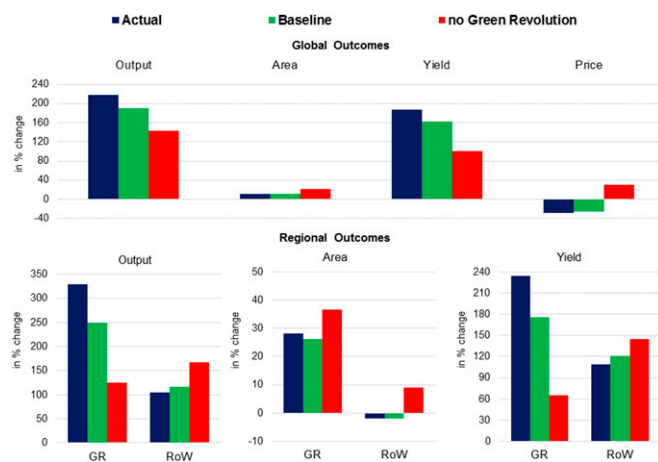 Actual Baseline no Green Revolution
Global Outcomes
Output Area Yield Price
in % change
240
200
160
120
80
40
0
-40
Regional Outcomes
Output
in % change
350
300
250
200
150
100
50
0
GR RoW
Area
in % change
50
40
30
20
10
0
-10
GR RoW
Yield
in % change
240
210
180
150
120
90
60
30
0
GR RoW